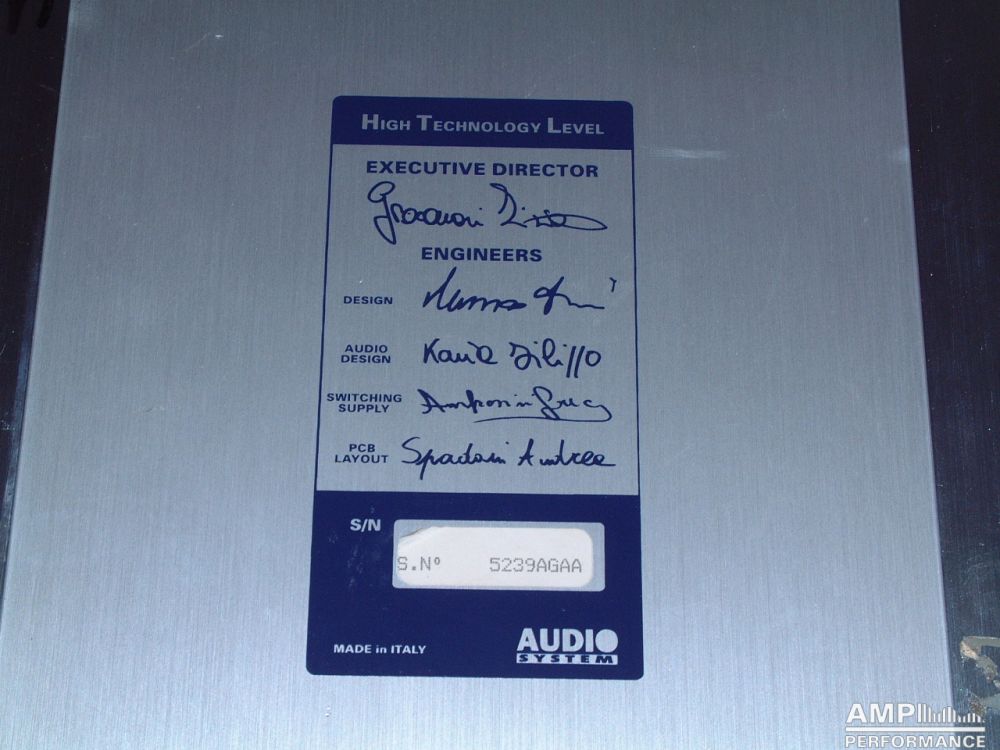 HIGH TECHNOLOGY LEVEL
EXECUTIVE DIRECTOR
ENGINEERS
DESIGN
AUDIO
DESIGN
SWITCHING
SUPPLY
PCB
LAYOUT Andrea
S/N
S.Nº 5239AGAA
MADE in ITALY
AUDIO
SYSTEM
AMP
PERFORMANCE